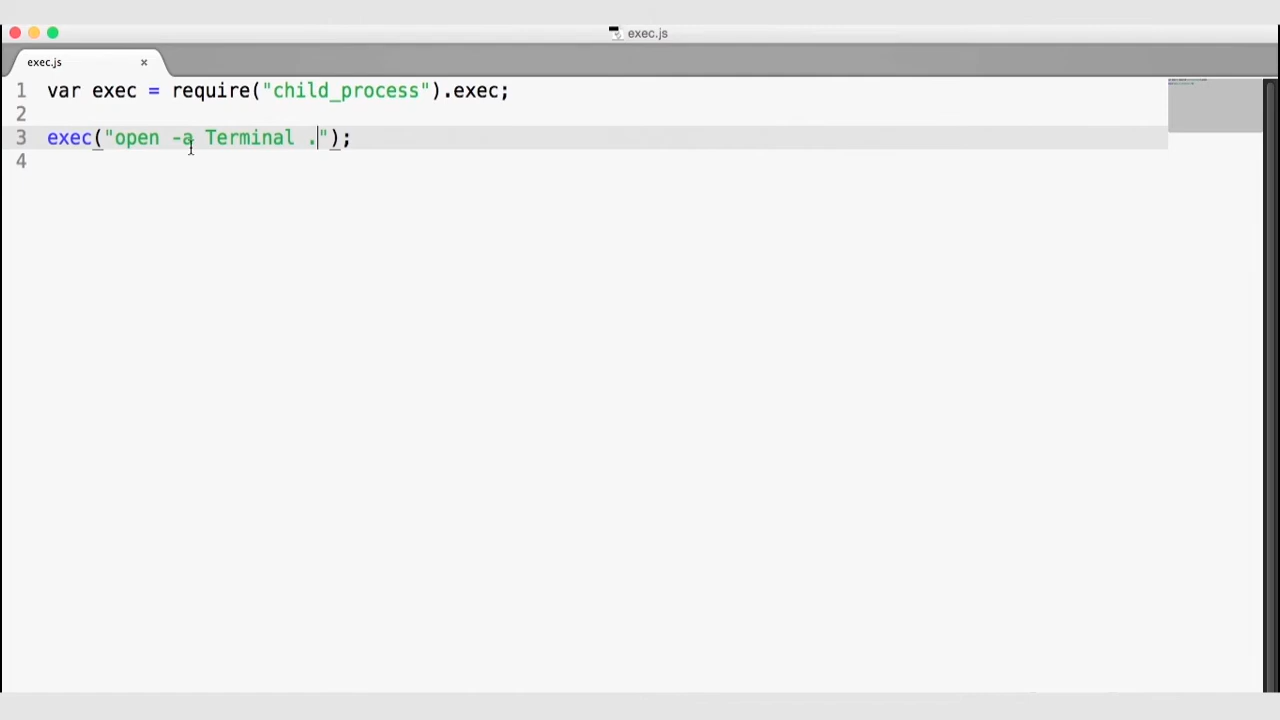 exec.js
exec.js ×
1 var exec = require("child_process").exec;
2
3 exec("open -a Terminal .");
4